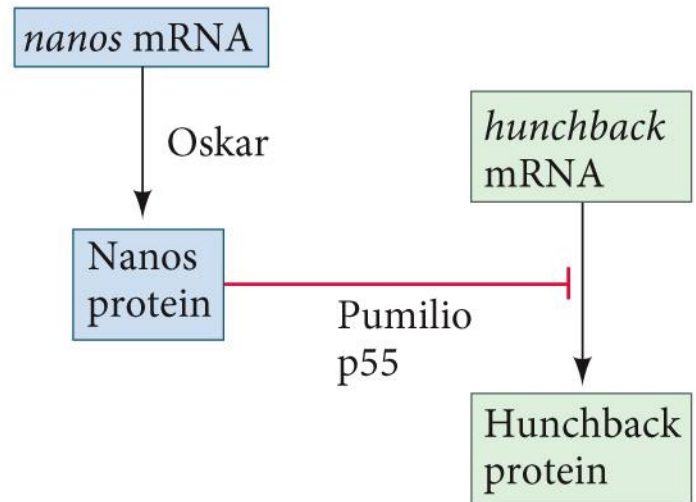 nanos mRNA
Oskar
Nanos
protein
Pumilio
p55
hunchback
mRNA
Hunchback
protein